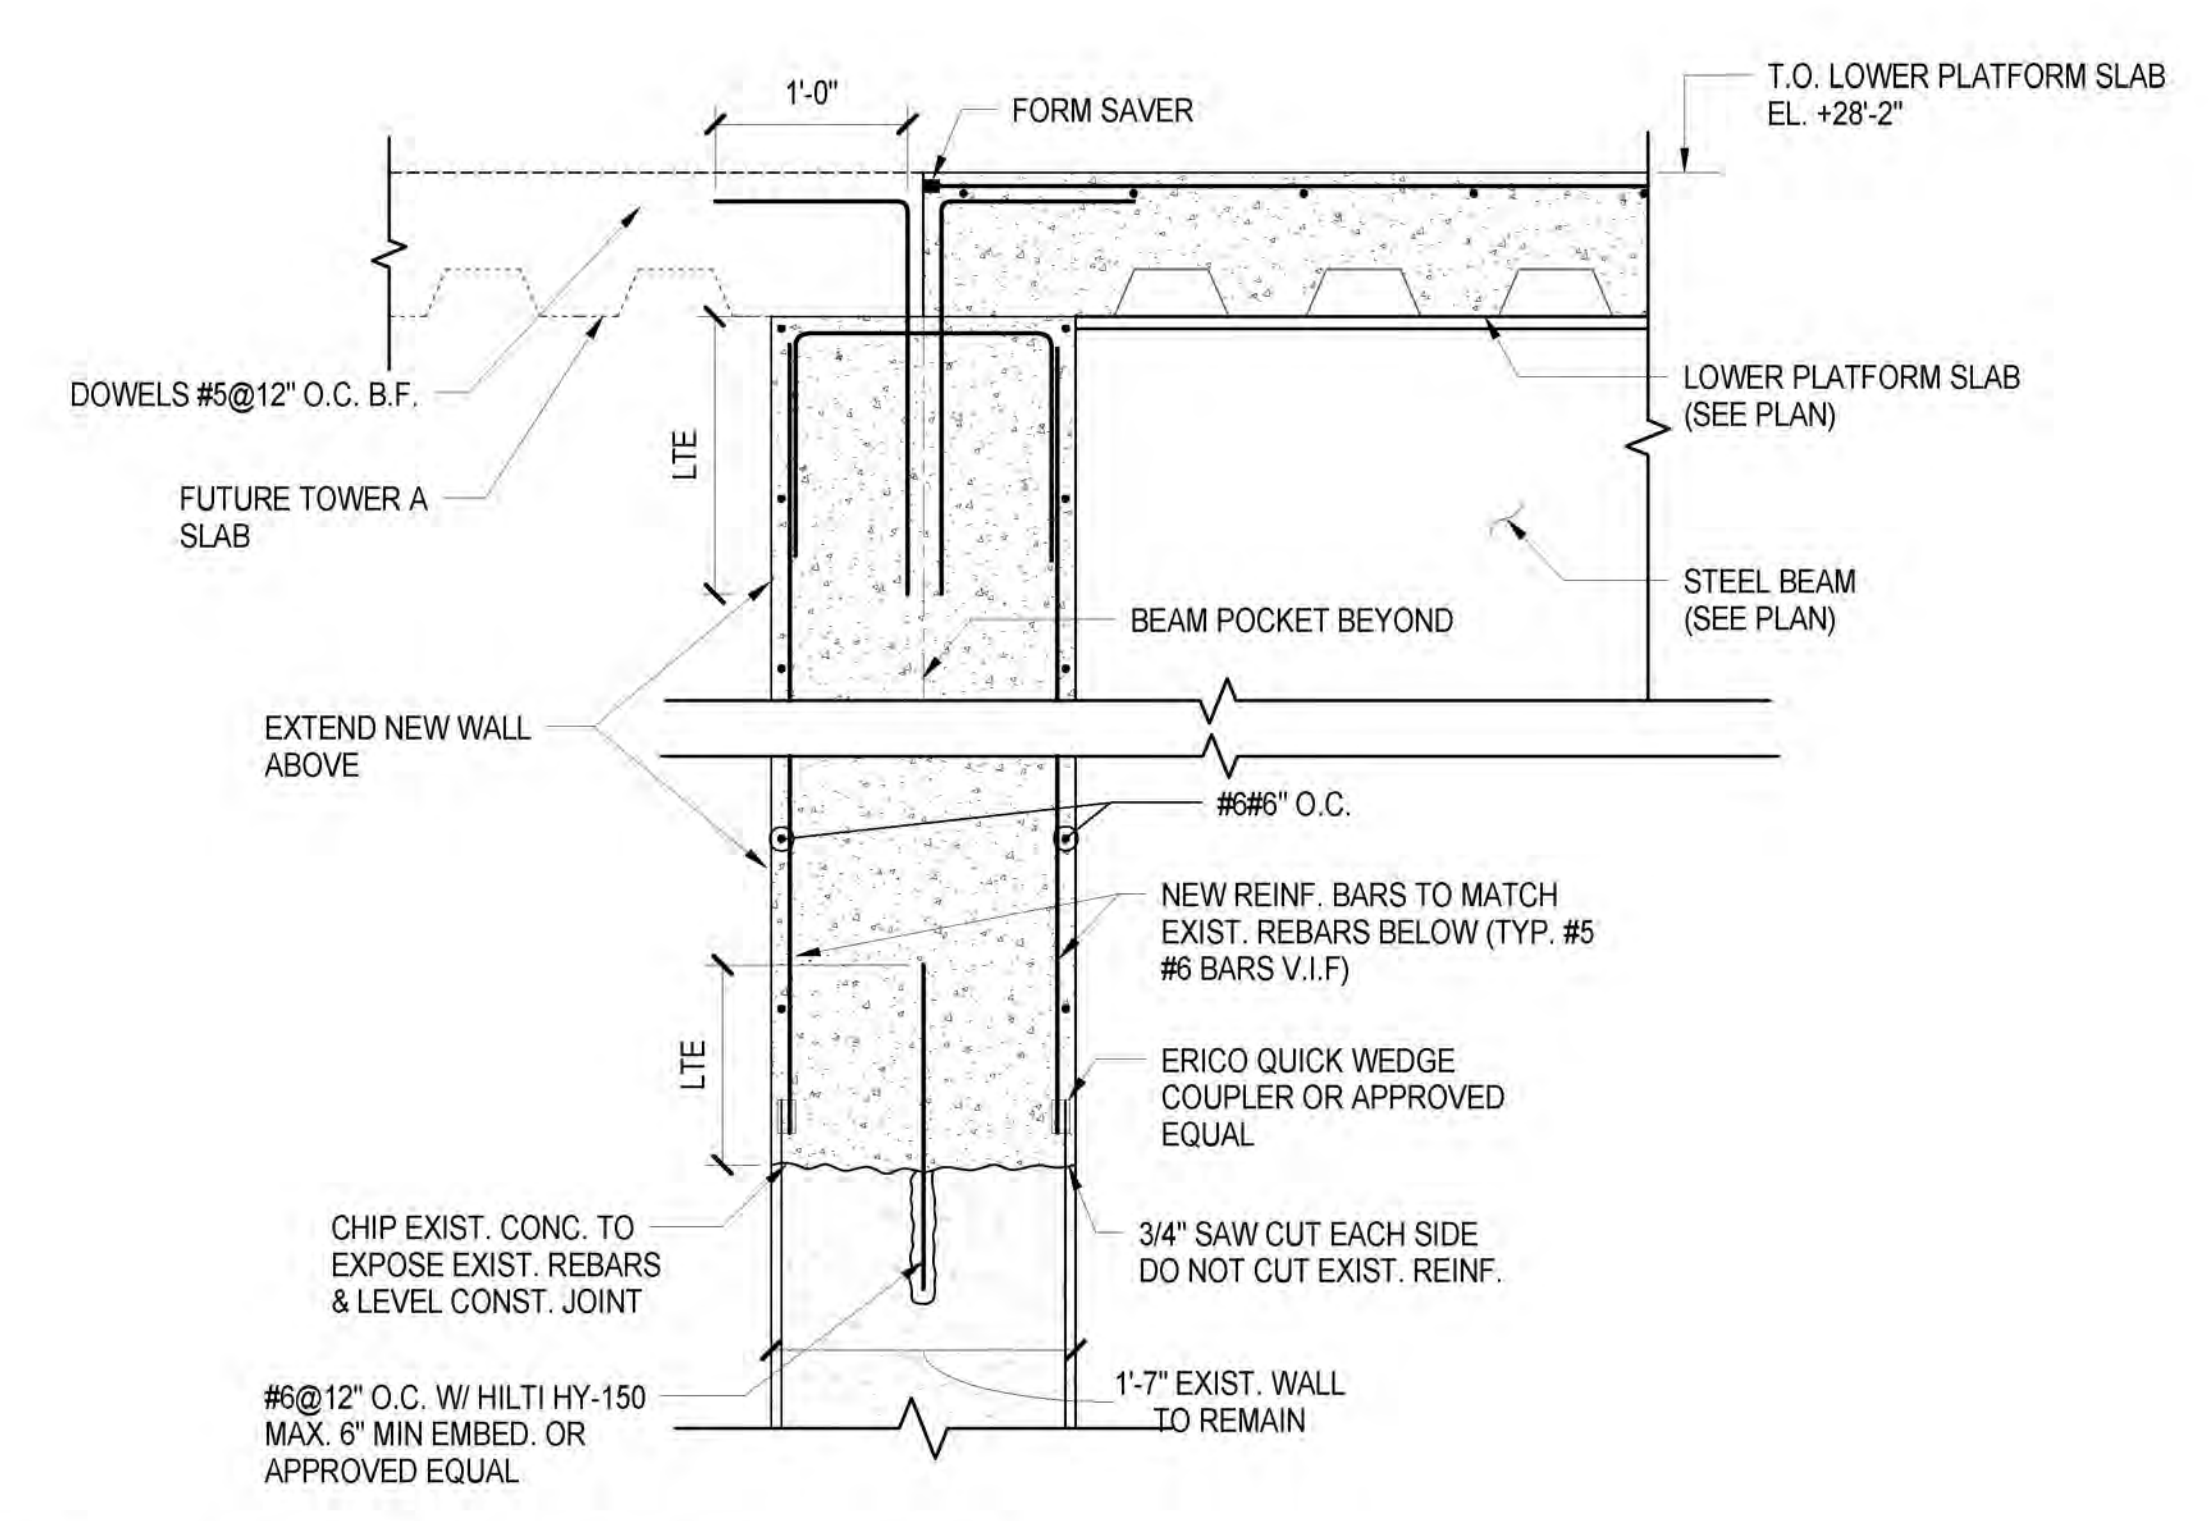 1'-0"
FORM SAVER
T.O. LOWER PLATFORM SLAB
EL. +28'-2"
DOWELS #5@12" O.C. B.F.
FUTURE TOWER A
SLAB
LTE
LOWER PLATFORM SLAB
(SEE PLAN)
STEEL BEAM
(SEE PLAN)
BEAM POCKET BEYOND
EXTEND NEW WALL
ABOVE
#6#6" O.C.
NEW REINF. BARS TO MATCH
EXIST. REBARS BELOW (TYP. #5
#6 BARS V.I.F)
LTE
ERICO QUICK WEDGE
COUPLER OR APPROVED
EQUAL
CHIP EXIST. CONC. TO
EXPOSE EXIST. REBARS
& LEVEL CONST. JOINT
3/4" SAW CUT EACH SIDE
DO NOT CUT EXIST. REINF.
#6@12" O.C. W/ HILTI HY-150
MAX. 6" MIN EMBED. OR
APPROVED EQUAL
1'-7" EXIST. WALL
TO REMAIN